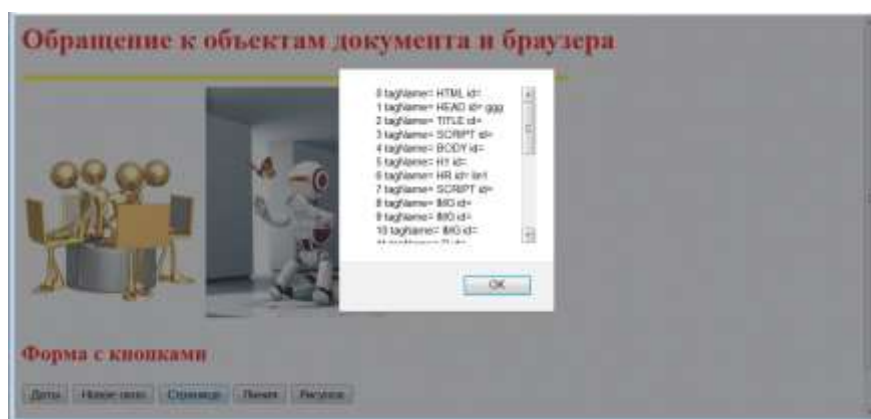 Обращение к объектам документа и браузера
0 tagName= HTML id=
1 tagName= HEAD id= ggg
2 tagName= TITLE id=
3 tagName= SCRIPT id=
4 tagName= BODY id=
5 tagName= H1 id=
6 tagName= HR id= lin1
7 tagName= SCRIPT id=
8 tagName= IMG id=
9 tagName= IMG id=
10 tagName= IMG id=
OK
Форма с кнопками
Даты Новое окно Страница Линия Рисунок